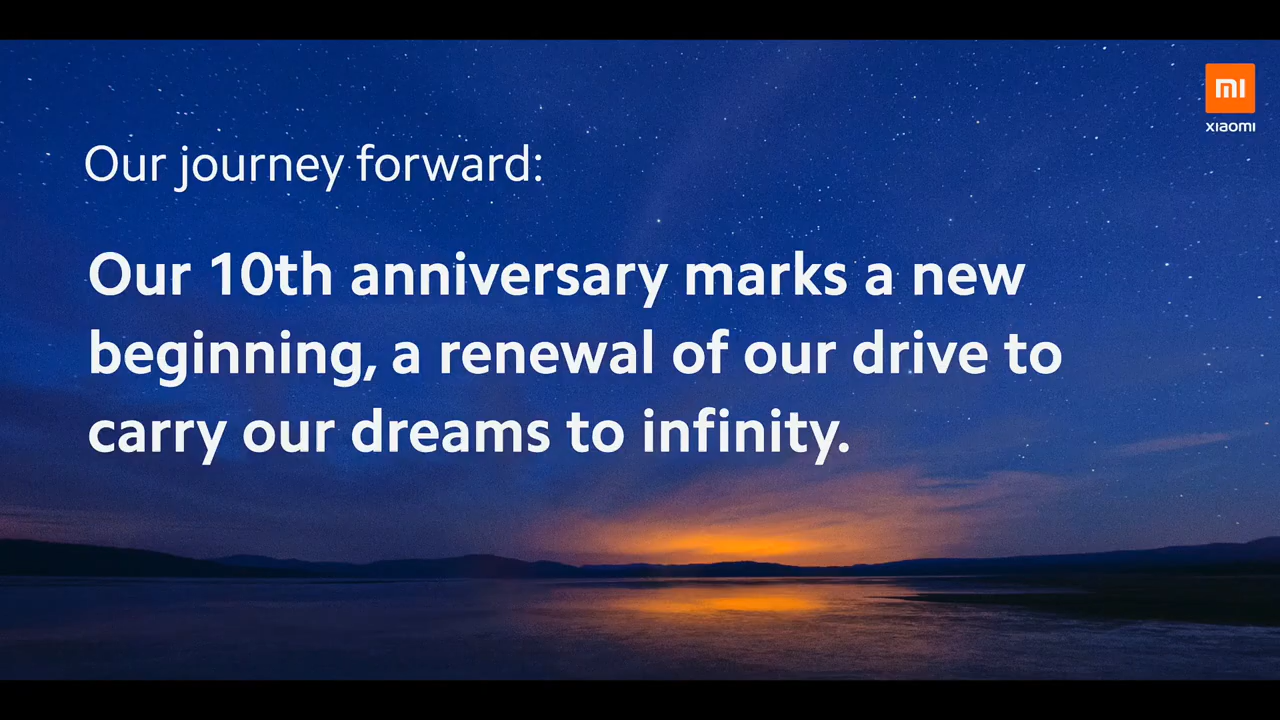 mi
xiaomi
Our journey forward:
Our 10th anniversary marks a new
beginning, a renewal of our drive to
carry our dreams to infinity.